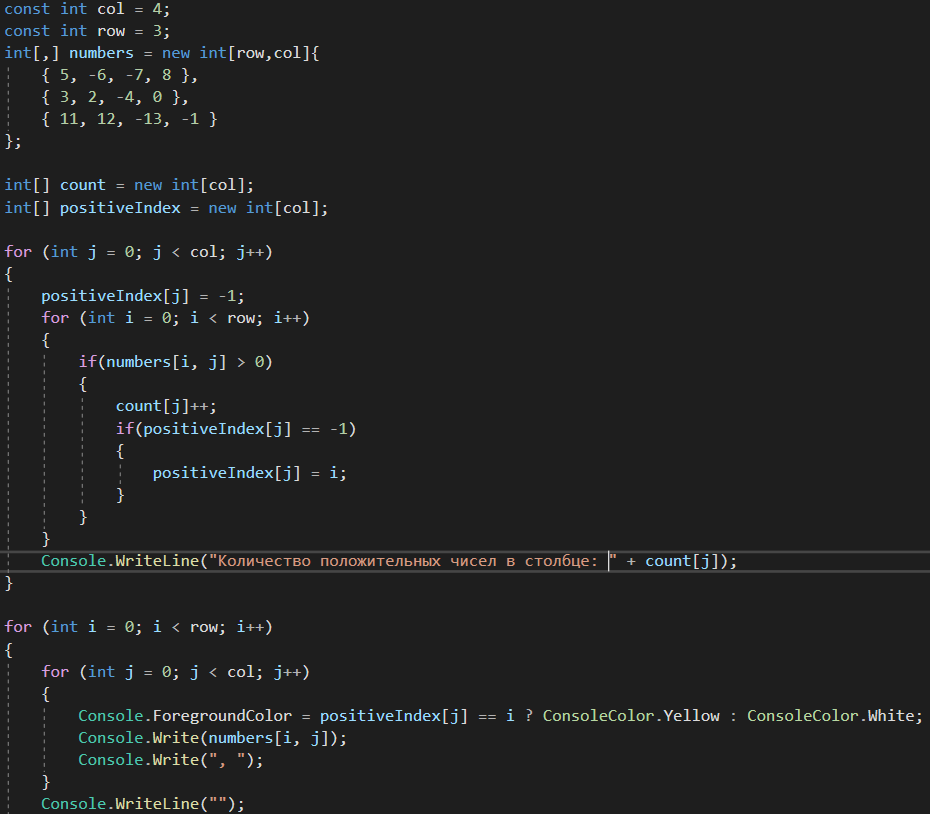 const int col = 4;
const int row = 3;
int[,] numbers = new int[row,col]{
    { 5, -6, -7, 8 },
    { 3, 2, -4, 0 },
    { 11, 12, -13, -1 }
};

int[] count = new int[col];
int[] positiveIndex = new int[col];

for (int j = 0; j < col; j++)
{
    positiveIndex[j] = -1;
    for (int i = 0; i < row; i++)
    {
        if(numbers[i, j] > 0)
        {
            count[j]++;
            if(positiveIndex[j] == -1)
            {
                positiveIndex[j] = i;
            }
        }
    }
    Console.WriteLine("Количество положительных чисел в столбце: " + count[j]);
}

for (int i = 0; i < row; i++)
{
    for (int j = 0; j < col; j++)
    {
        Console.ForegroundColor = positiveIndex[j] == i ? ConsoleColor.Yellow : ConsoleColor.White;
        Console.Write(numbers[i, j]);
        Console.Write(", ");
    }
    Console.WriteLine("");